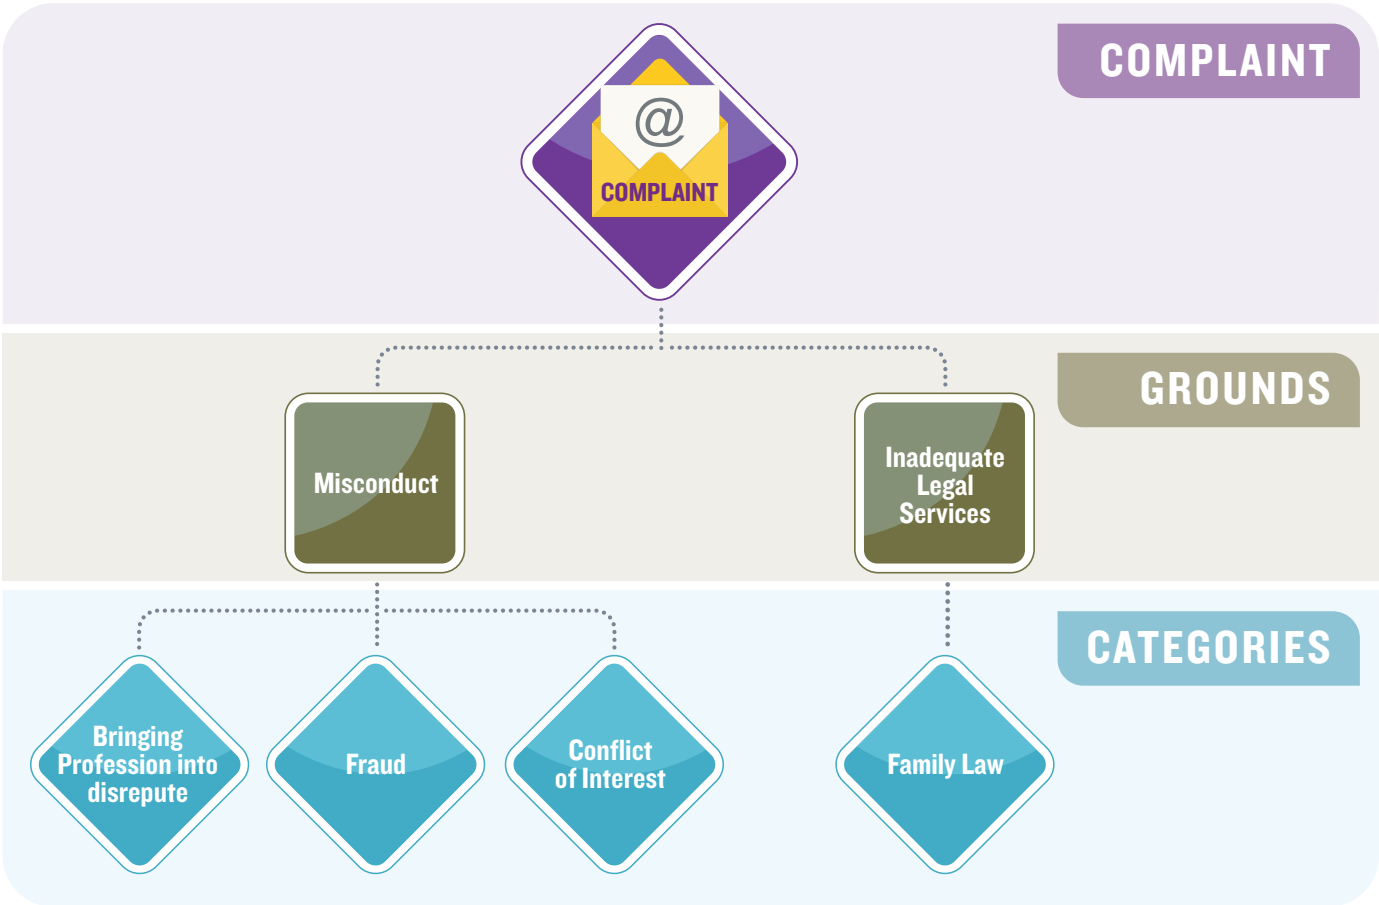 COMPLAINT
@
COMPLAINT
GROUNDS
Misconduct
Inadequate
Legal
Services
CATEGORIES
Bringing
Profession into
disrepute
Fraud
Conflict
of Interest
Family Law